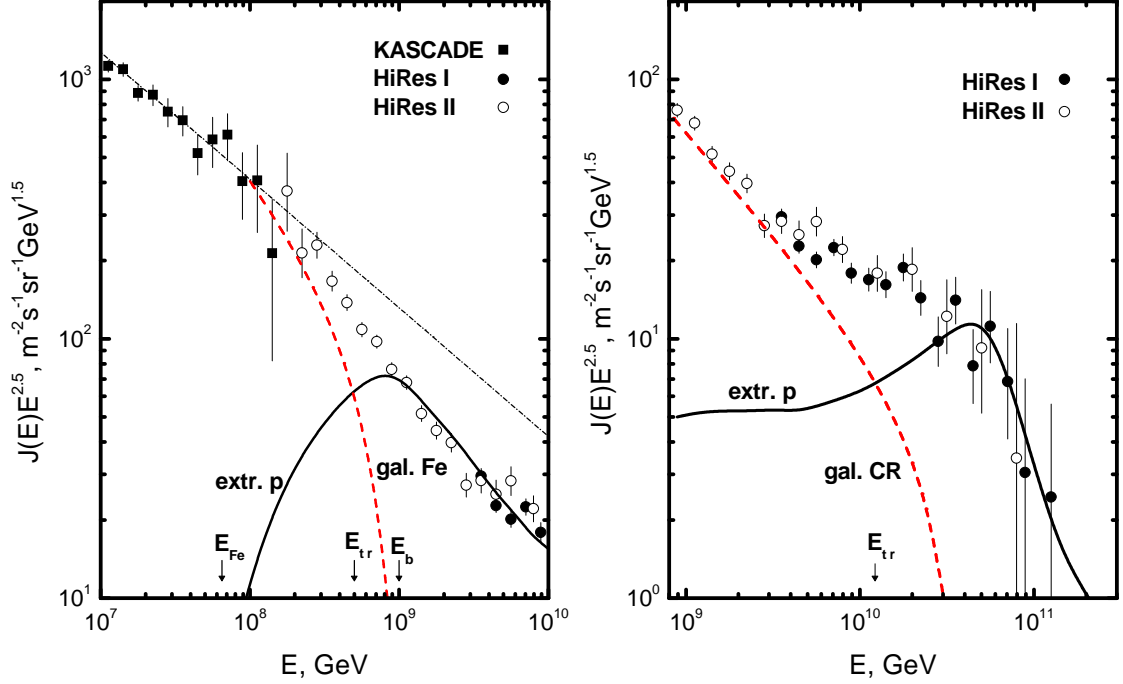 KASCADE
HiRes I
HiRes II
J(E)E^2.5, m^-2s^-1sr^-1GeV^1.5
10^3
10^2
10^1
extr. p
gal. Fe
E_Fe
E_tr
E_b
10^7
10^8
10^9
10^10
E, GeV
HiRes I
HiRes II
J(E)E^2.5, m^-2s^-1sr^-1GeV^1.5
10^2
10^1
10^0
extr. p
gal. CR
E_tr
10^9
10^10
10^11
E, GeV